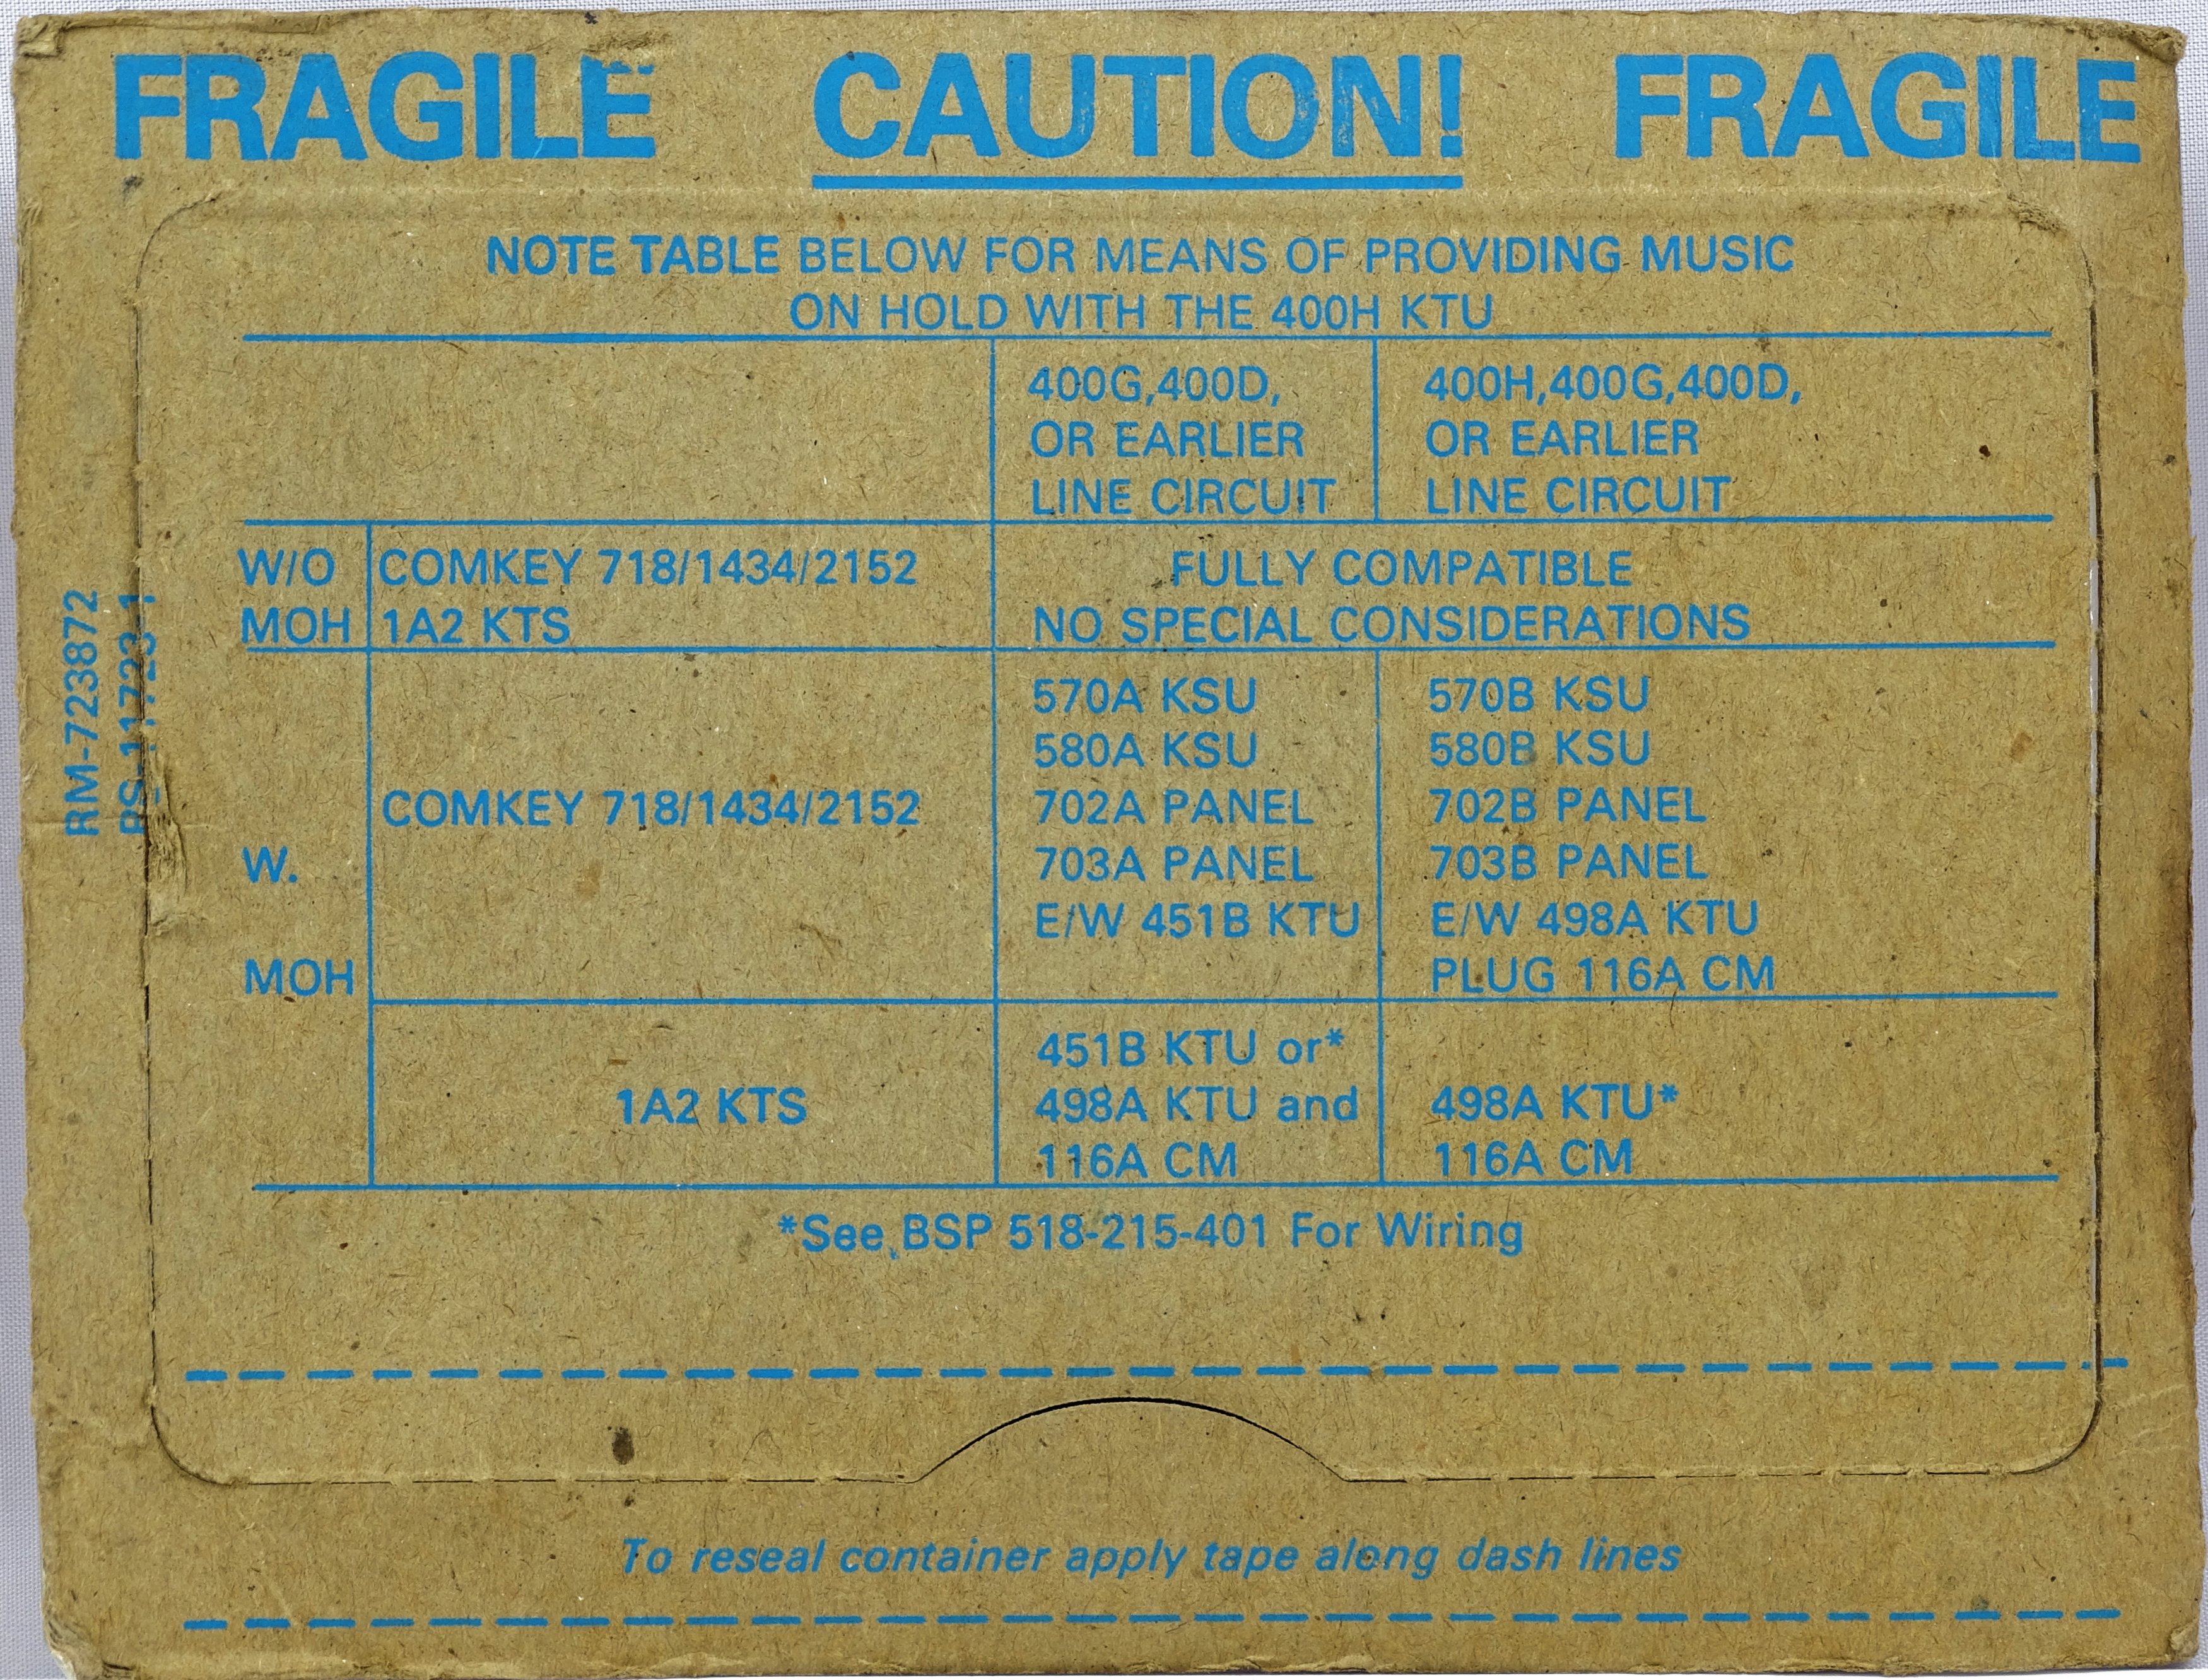 FRAGILE CAUTION! FRAGILE
NOTE TABLE BELOW FOR MEANS OF PROVIDING MUSIC
ON HOLD WITH THE 400H KTU
400G,400D,
OR EARLIER
LINE CIRCUIT
400H,400G,400D,
OR EARLIER
LINE CIRCUIT
W/O
MOH
COMKEY 718/1434/2152
1A2 KTS
FULLY COMPATIBLE
NO SPECIAL CONSIDERATIONS
W.
MOH
COMKEY 718/1434/2152
570A KSU
580A KSU
702A PANEL
703A PANEL
E/W 451B KTU
570B KSU
580B KSU
702B PANEL
703B PANEL
E/W 498A KTU
PLUG 116A CM
1A2 KTS
451B KTU or*
498A KTU and
116A CM
498A KTU*
116A CM
*See BSP 518-215-401 For Wiring
To reseal container apply tape along dash lines
RM-723872